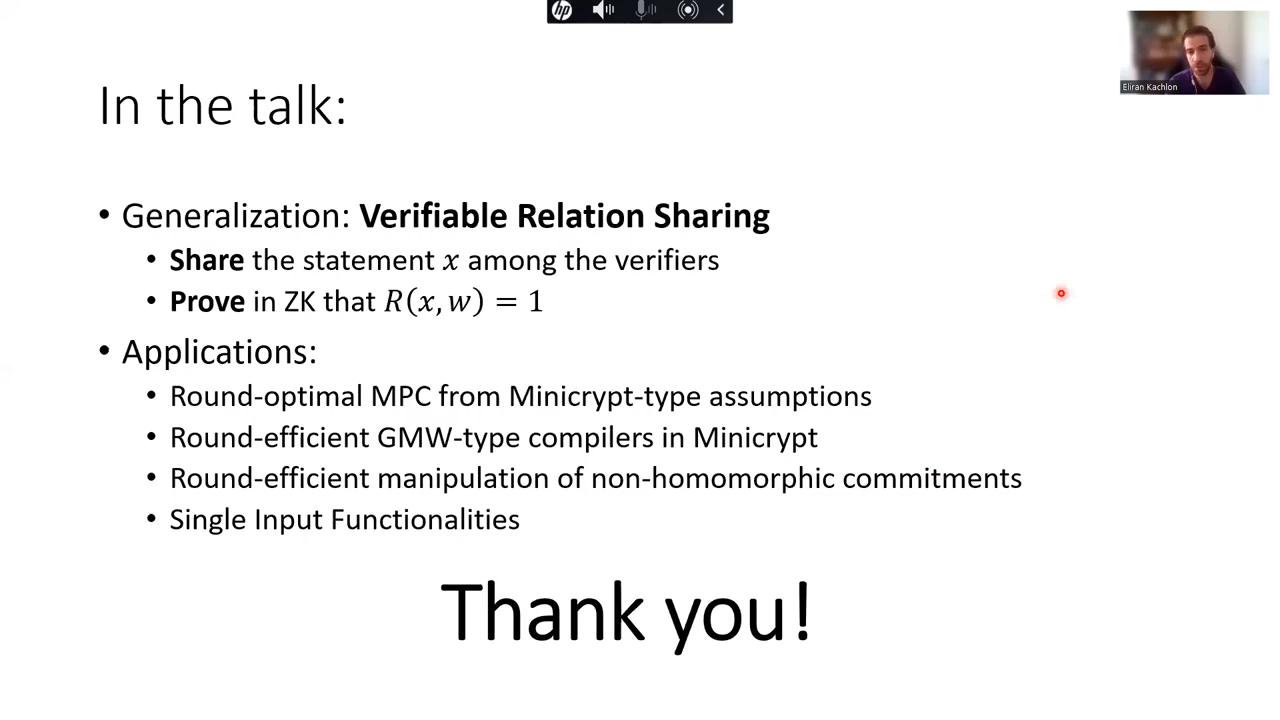 hp
Eliran Kachlon
In the talk:
• Generalization: Verifiable Relation Sharing
• Share the statement x among the verifiers
• Prove in ZK that R(x, w) = 1
• Applications:
• Round-optimal MPC from Minicrypt-type assumptions
• Round-efficient GMW-type compilers in Minicrypt
• Round-efficient manipulation of non-homomorphic commitments
• Single Input Functionalities
Thank you!